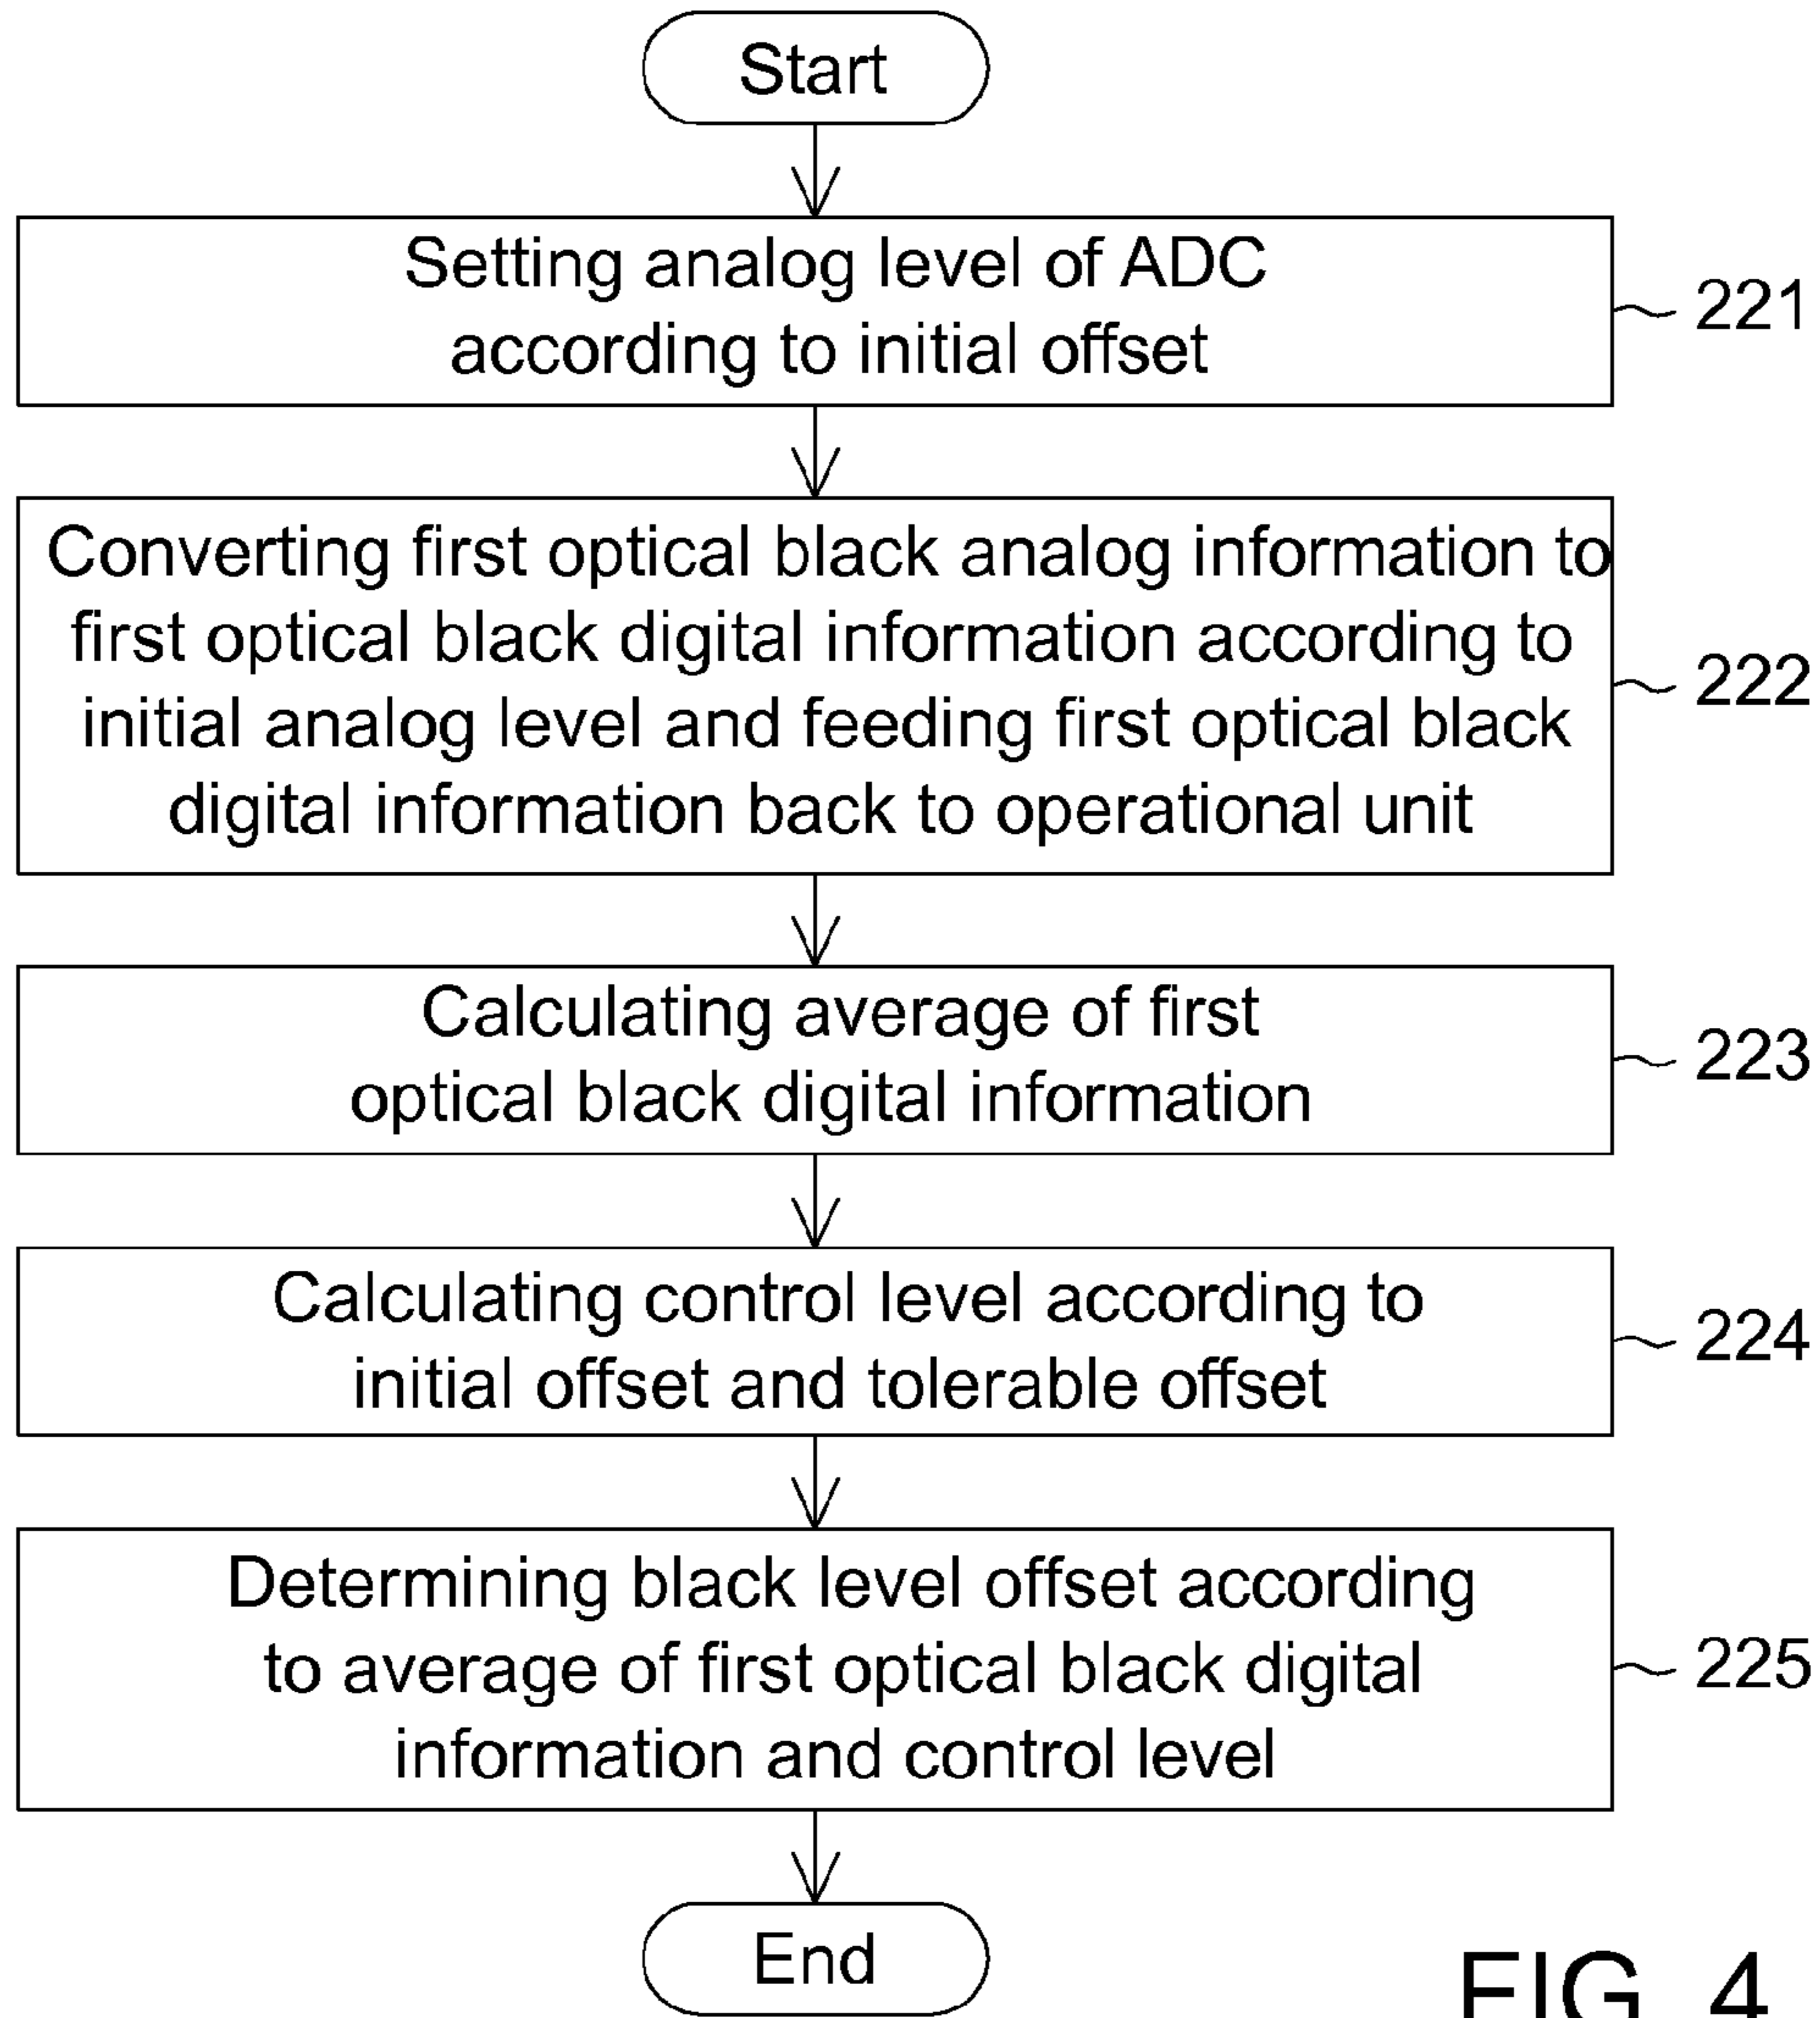 Start
Setting analog level of ADC
according to initial offset
221
Converting first optical black analog information to
first optical black digital information according to
initial analog level and feeding first optical black
digital information back to operational unit
222
Calculating average of first
optical black digital information
223
Calculating control level according to
initial offset and tolerable offset
224
Determining black level offset according
to average of first optical black digital
information and control level
225
End
FIG. 4